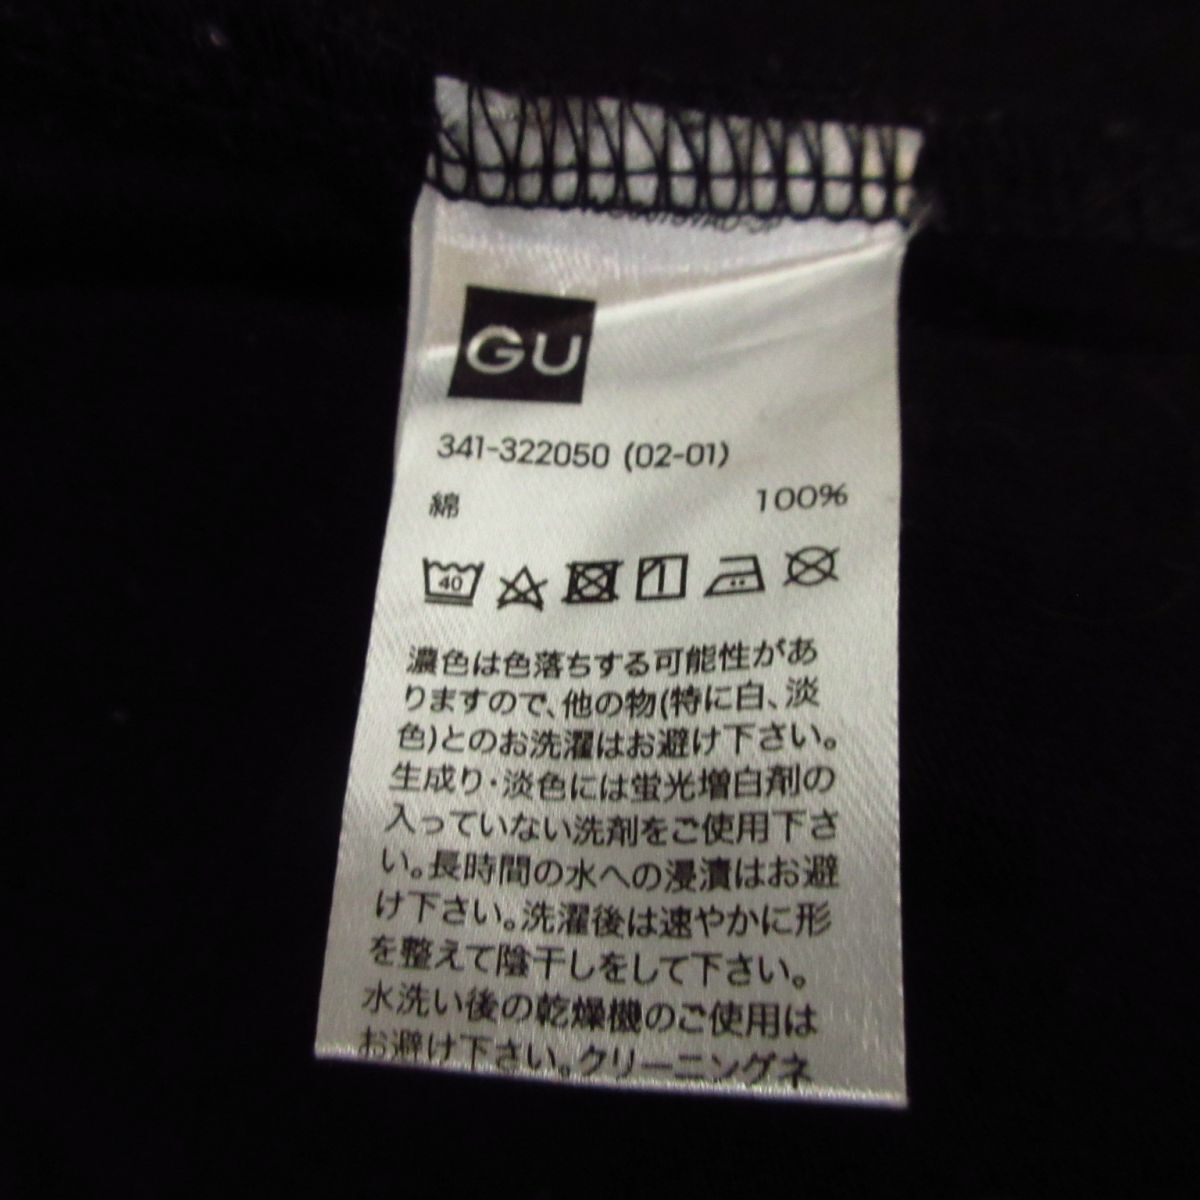 GU
341-322050 (02-01)
綿 100%
40
濃色は色落ちする可能性があ
りますので、他の物(特に白、淡
色)とのお洗濯はお避け下さい。
生成り・淡色には蛍光増白剤の
入っていない洗剤をご使用下さ
い。長時間の水への浸漬はお避
け下さい。洗濯後は速やかに形
を整えて陰干しをして下さい。
水洗い後の乾燥機のご使用は
お避け下さい。クリーニングネ